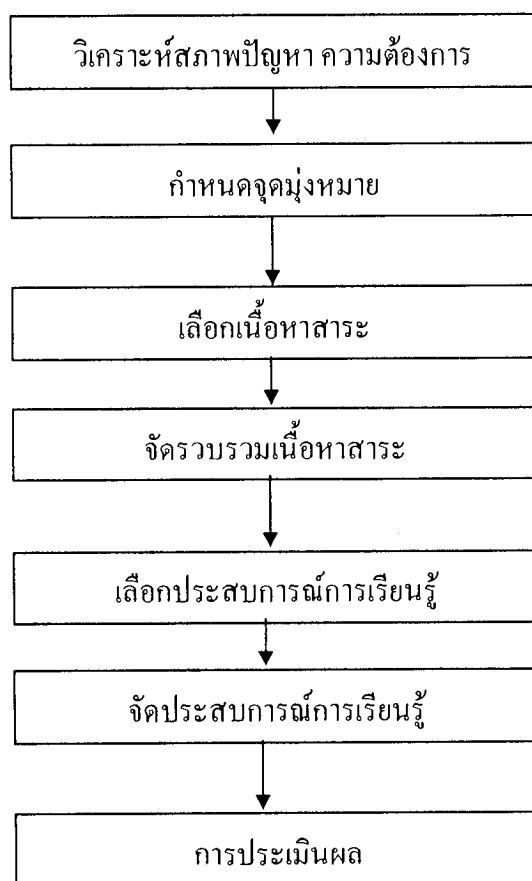 วิเคราะห์สภาพปัญหา ความต้องการ
กำหนดจุดมุ่งหมาย
เลือกเนื้อหาสาระ
จัดรวบรวมเนื้อหาสาระ
เลือกประสบการณ์การเรียนรู้
จัดประสบการณ์การเรียนรู้
การประเมินผล